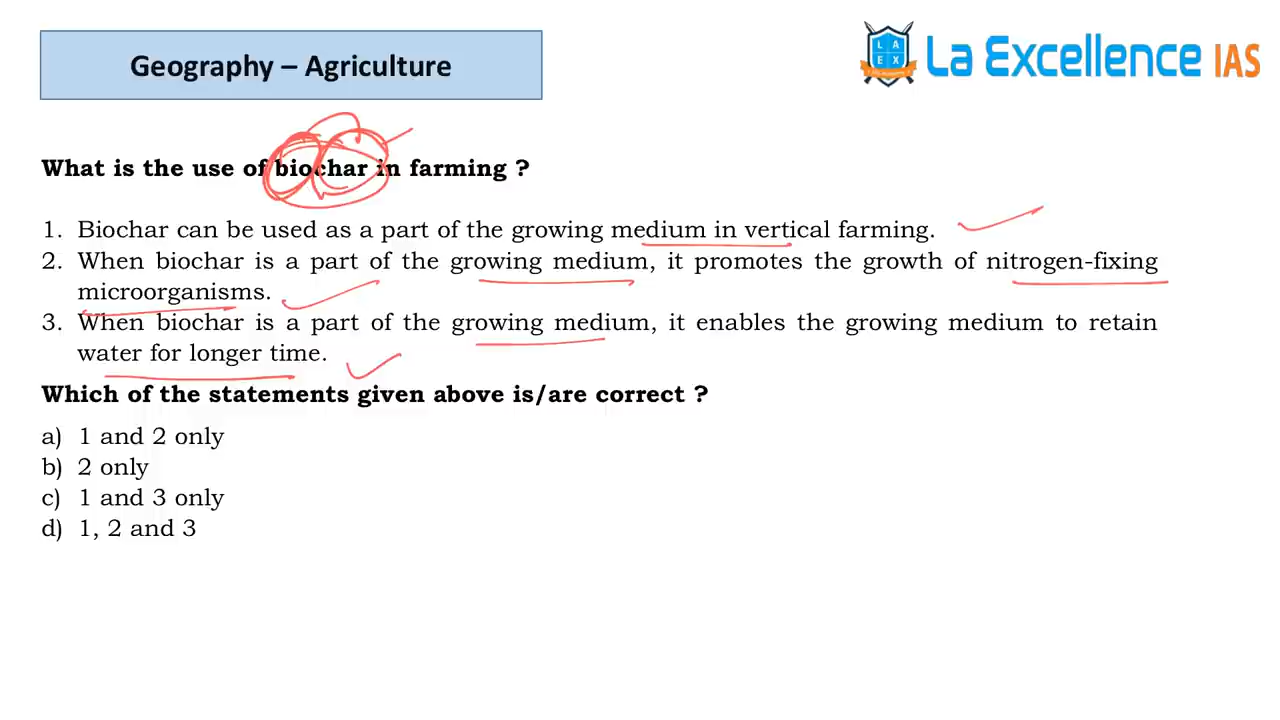 Geography – Agriculture
L A
E X
La Excellence IAS
What is the use of biochar in farming ?
1. Biochar can be used as a part of the growing medium in vertical farming.
2. When biochar is a part of the growing medium, it promotes the growth of nitrogen-fixing
microorganisms.
3. When biochar is a part of the growing medium, it enables the growing medium to retain
water for longer time.
Which of the statements given above is/are correct ?
a) 1 and 2 only
b) 2 only
c) 1 and 3 only
d) 1, 2 and 3